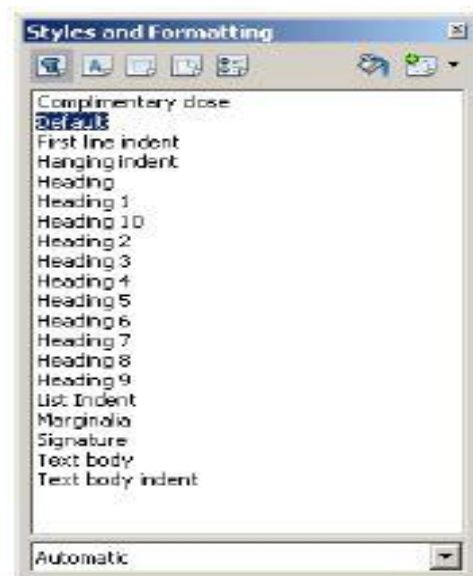 Styles and Formatting
Complimentary close
Default
First line indent
Hanging indent
Heading
Heading 1
Heading 10
Heading 2
Heading 3
Heading 4
Heading 5
Heading 6
Heading 7
Heading 8
Heading 9
List Indent
Marginalia
Signature
Text body
Text body indent
Automatic